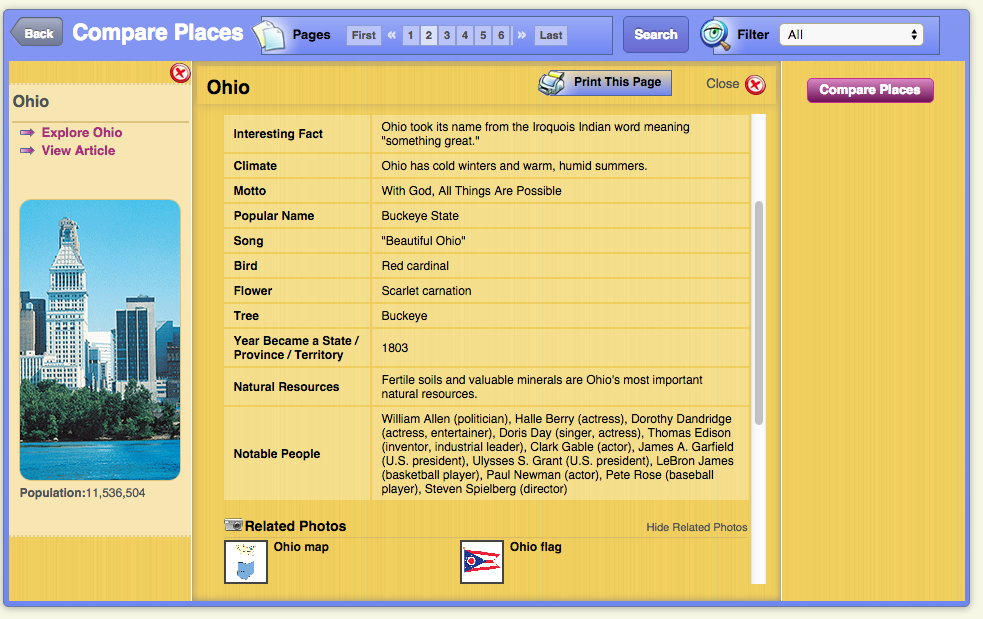 Back
Compare Places
Pages
First « 1 2 3 4 5 6 » Last
Search
Filter
All
Ohio
Explore Ohio
View Article
Population:11,536,504
Ohio
Print This Page
Close
Interesting Fact
Ohio took its name from the Iroquois Indian word meaning
"something great."
Climate
Ohio has cold winters and warm, humid summers.
Motto
With God, All Things Are Possible
Popular Name
Buckeye State
Song
"Beautiful Ohio"
Bird
Red cardinal
Flower
Scarlet carnation
Tree
Buckeye
Year Became a State /
Province / Territory
1803
Natural Resources
Fertile soils and valuable minerals are Ohio's most important
natural resources.
Notable People
William Allen (politician), Halle Berry (actress), Dorothy Dandridge
(actress, entertainer), Doris Day (singer, actress), Thomas Edison
(inventor, industrial leader), Clark Gable (actor), James A. Garfield
(U.S. president), Ulysses S. Grant (U.S. president), LeBron James
(basketball player), Paul Newman (actor), Pete Rose (baseball
player), Steven Spielberg (director)
Related Photos
Hide Related Photos
Ohio map
Ohio flag
Compare Places